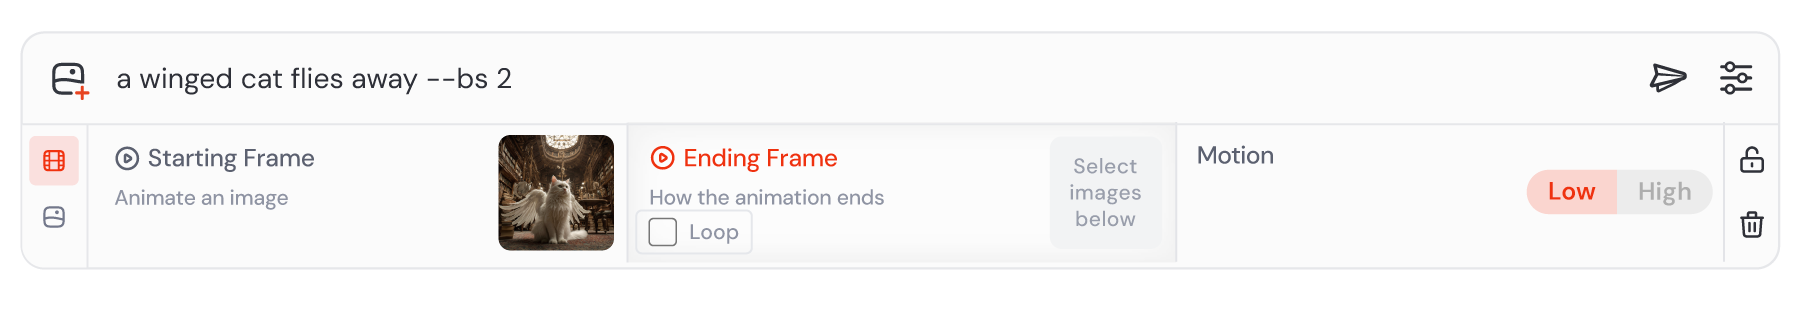 a winged cat flies away --bs 2
Starting Frame
Animate an image
Ending Frame
How the animation ends
Loop
Select
images
below
Motion
Low High